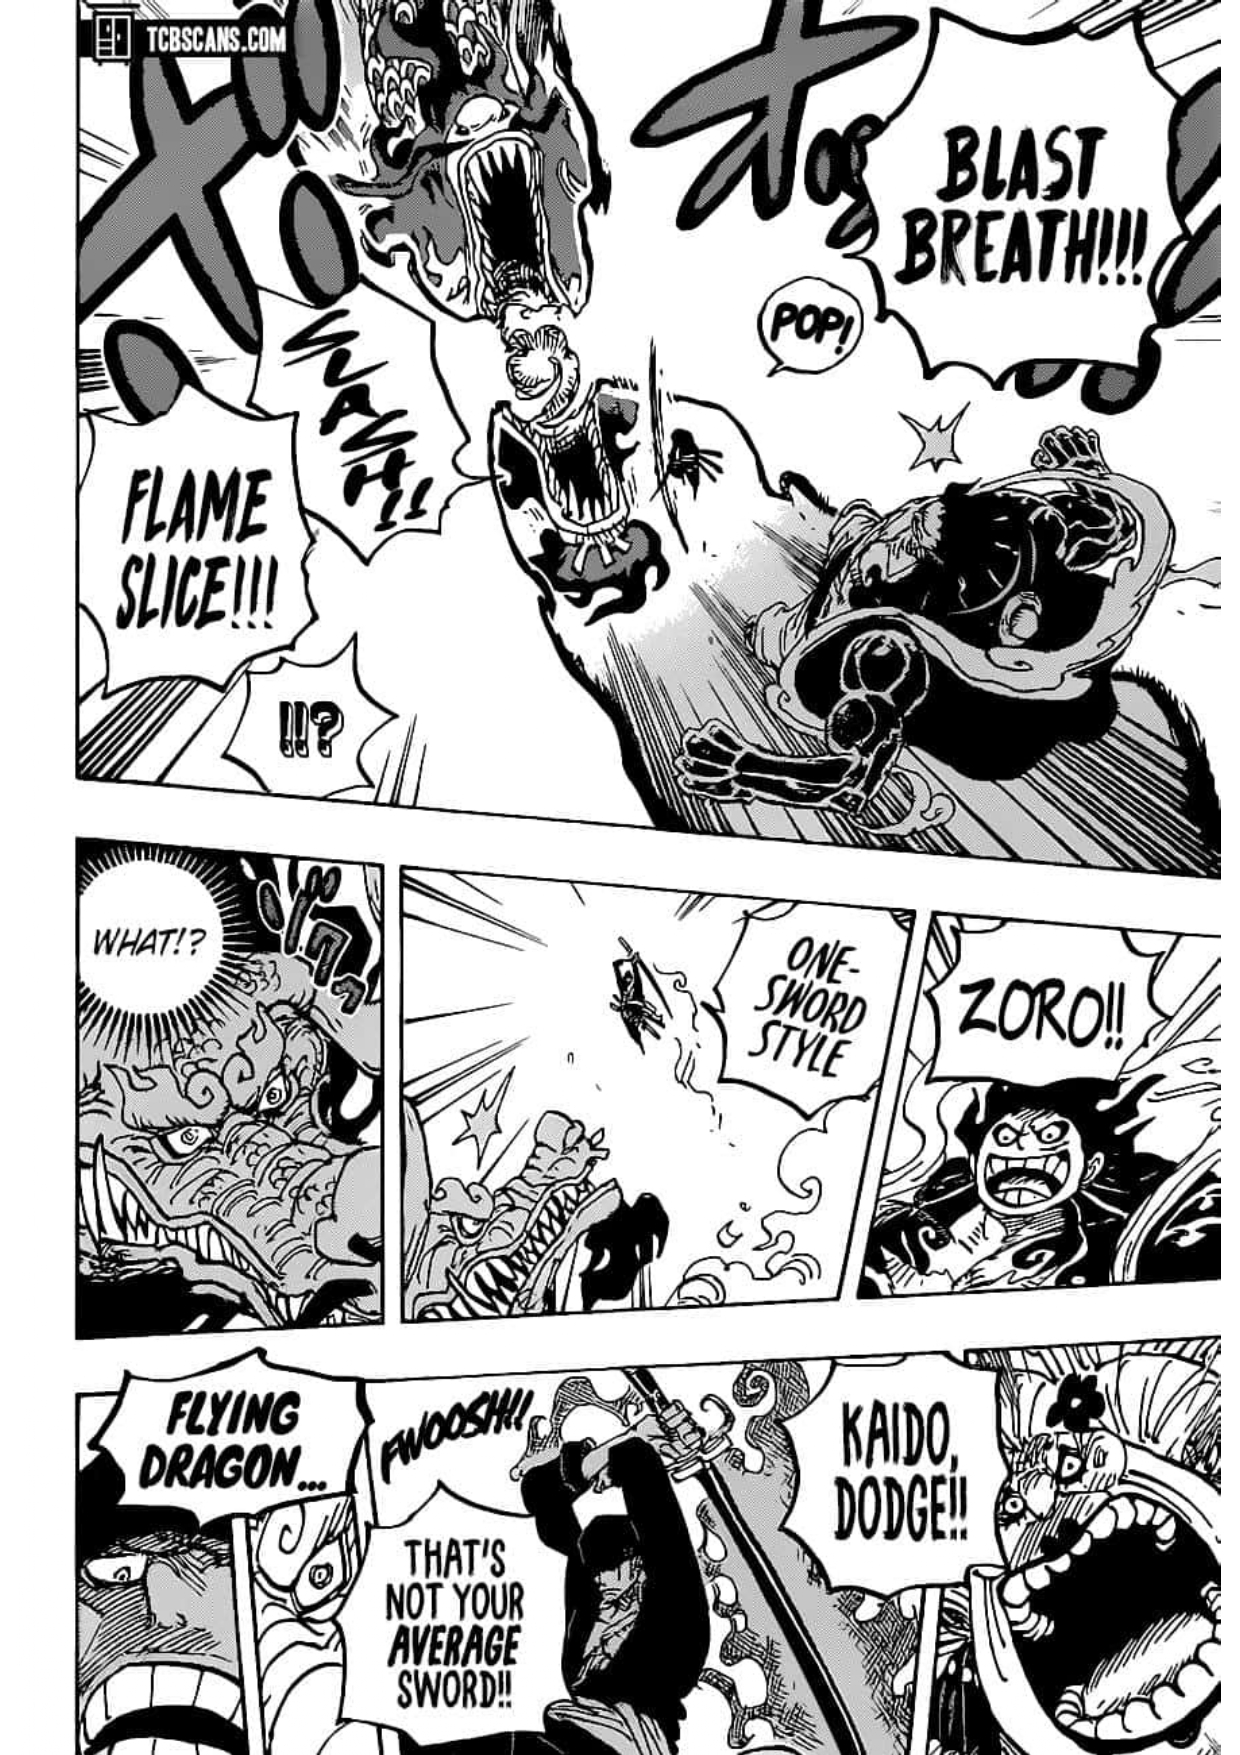 TCBSCANS.COM
BLAST
BREATH!!!
POP!
SLASH!!
FLAME
SLICE!!!
!!?
ZORO!!
ONE-
SWORD
STYLE
WHAT!?
KAIDO,
DODGE!!
FWOOSH!!
THAT'S
NOT YOUR
AVERAGE
SWORD!!
FLYING
DRAGON...